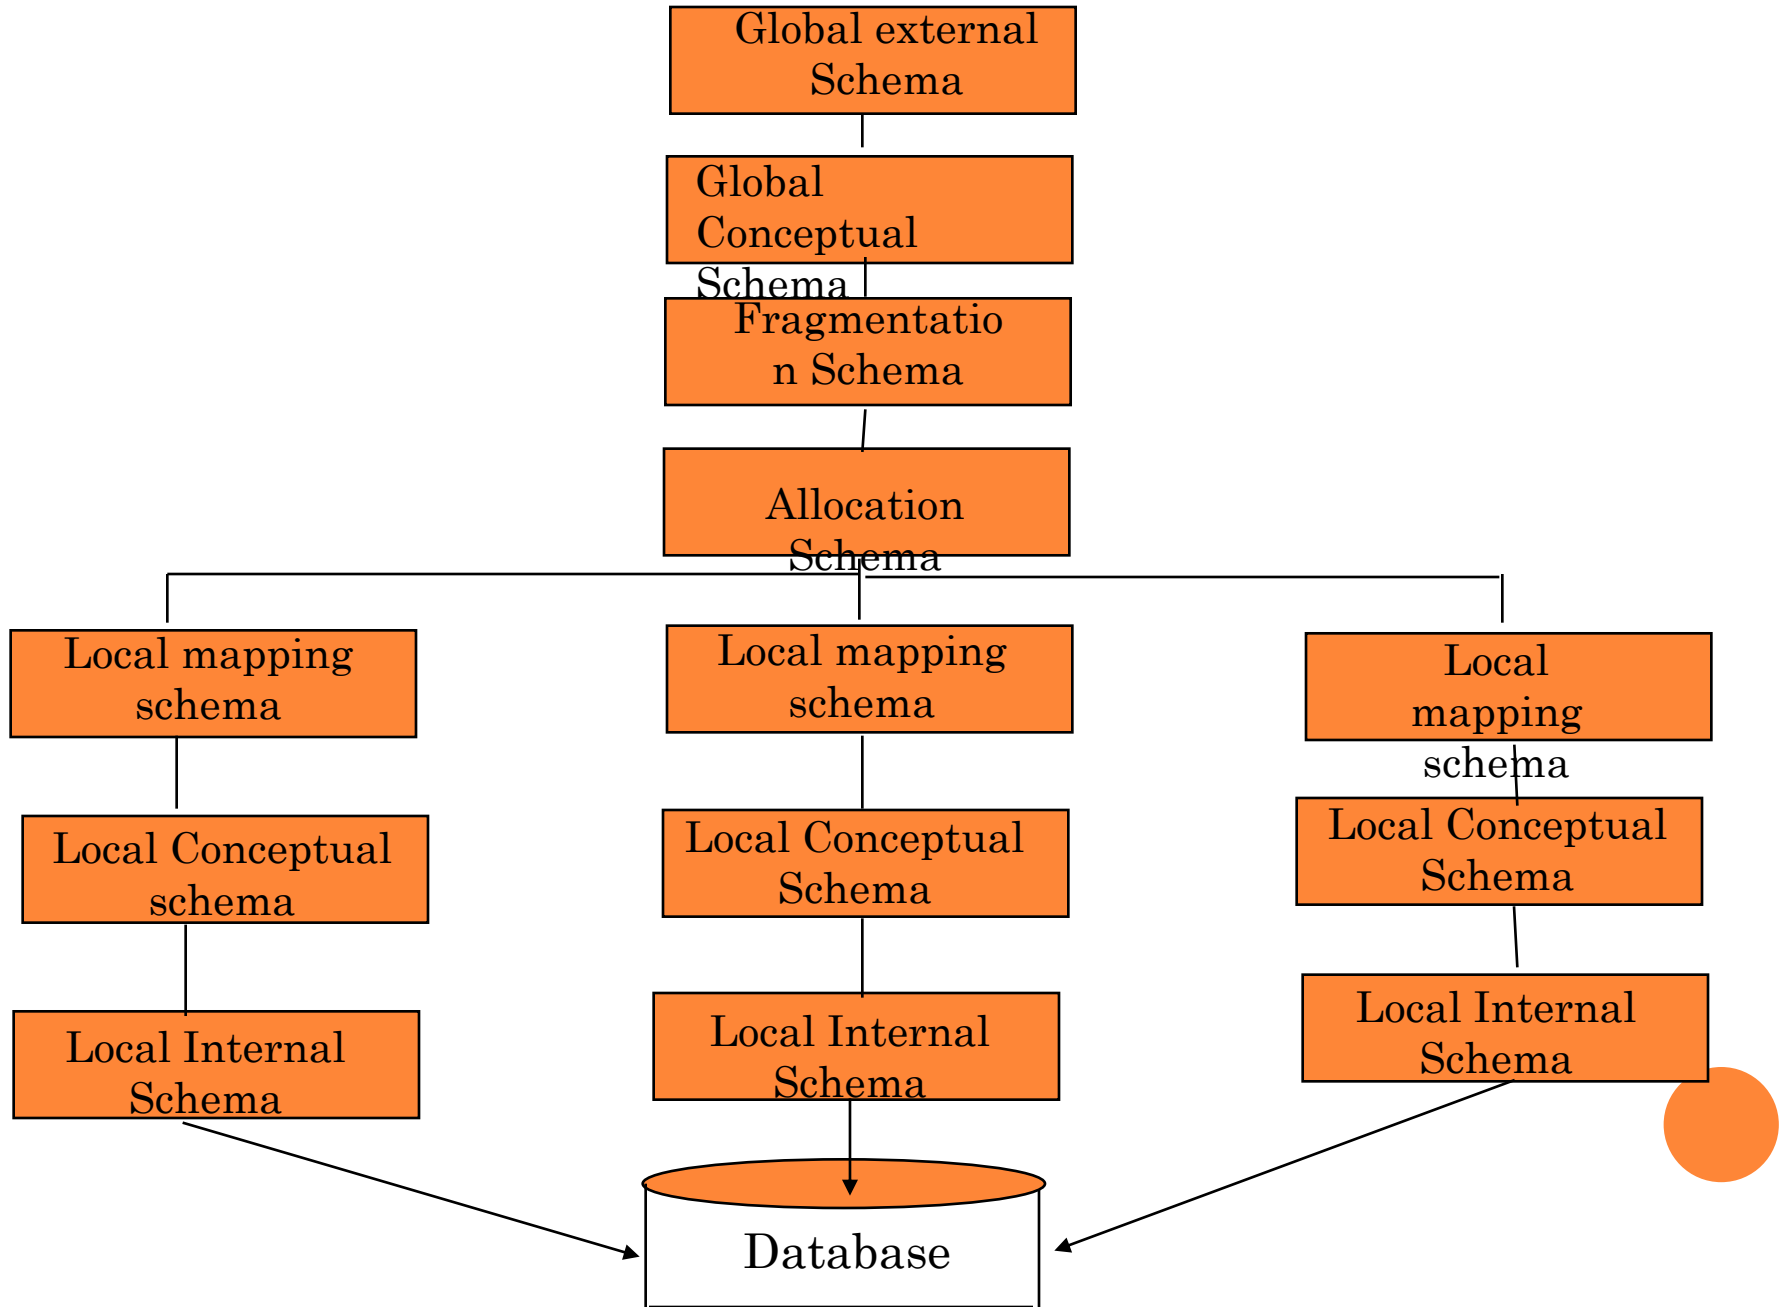 Global external
Schema
Global
Conceptual
Schema
Fragmentatio
n Schema
Allocation
Schema
Local mapping
schema
Local mapping
schema
Local
mapping
schema
Local Conceptual
schema
Local Conceptual
Schema
Local Conceptual
Schema
Local Internal
Schema
Local Internal
Schema
Local Internal
Schema
Database